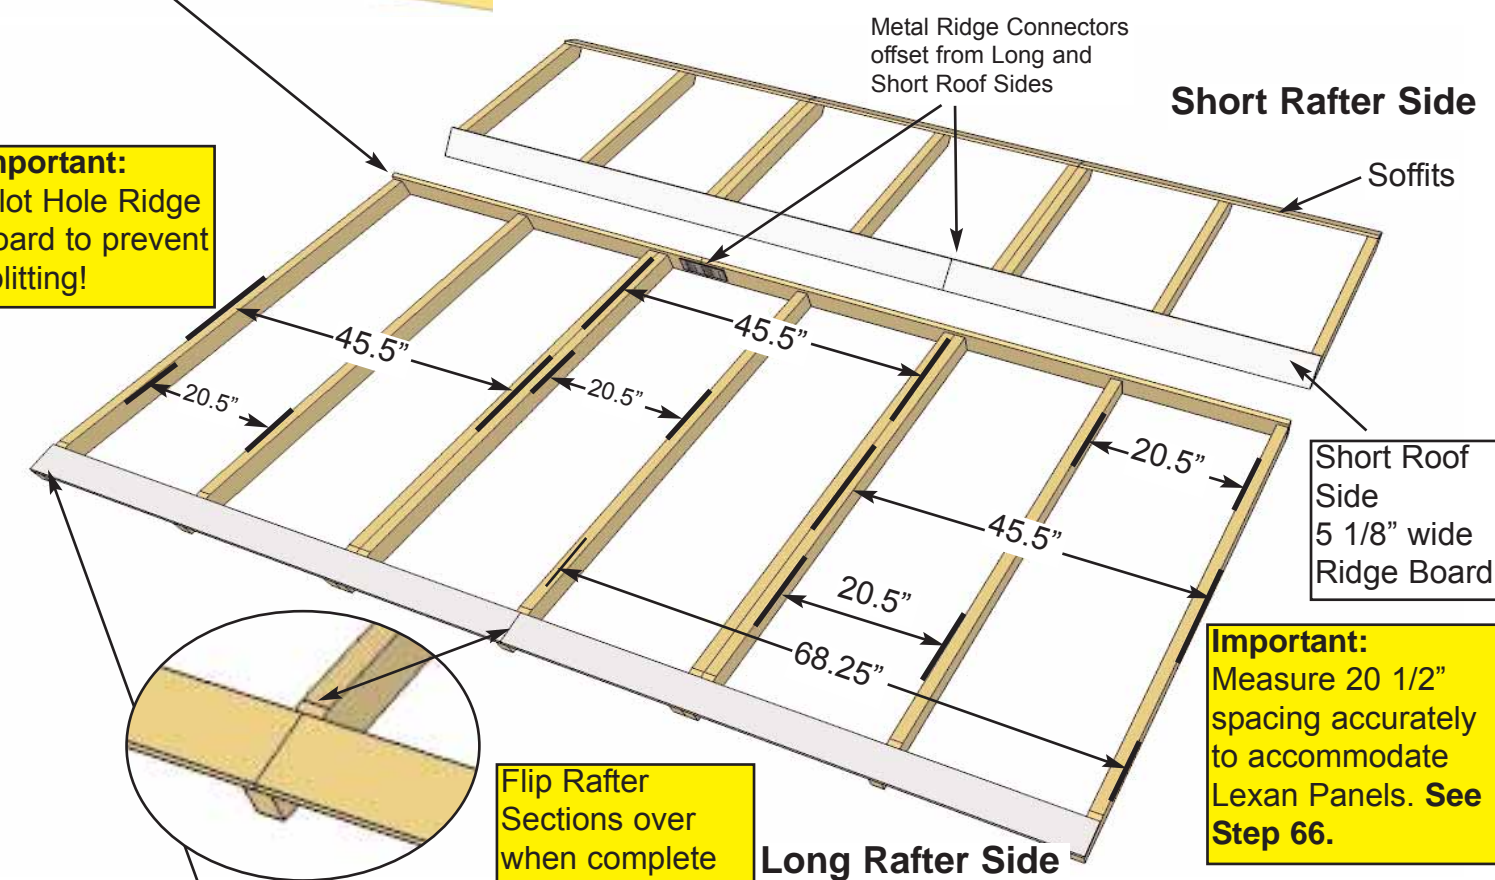 Metal Ridge Connectors
offset from Long and
Short Roof Sides
Short Rafter Side
Soffits
mportant:
lot Hole Ridge
oard to prevent
plitting!
45.5”
45.5”
20.5”
20.5”
20.5”
45.5”
20.5”
68.25”
Short Roof
Side
5 1/8” wide
Ridge Board
Important:
Measure 20 1/2”
spacing accurately
to accommodate
Lexan Panels. See
Step 66.
Flip Rafter
Sections over
when complete
Long Rafter Side